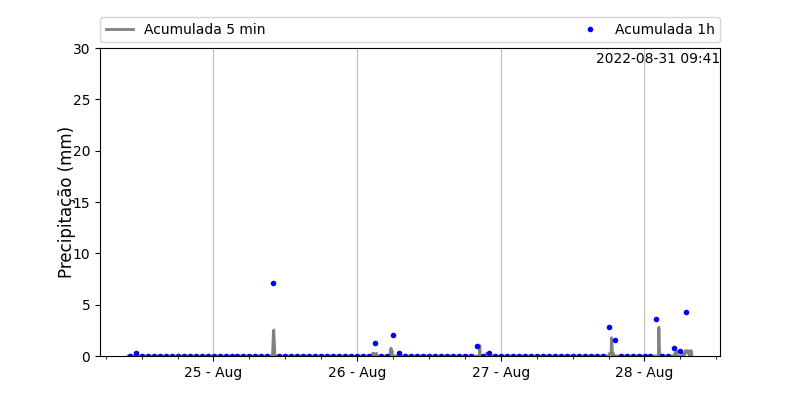 Acumulada 5 min
Acumulada 1h
2022-08-31 09:41
Precipitação (mm)
30
25
20
15
10
5
0
25 - Aug
26 - Aug
27 - Aug
28 - Aug